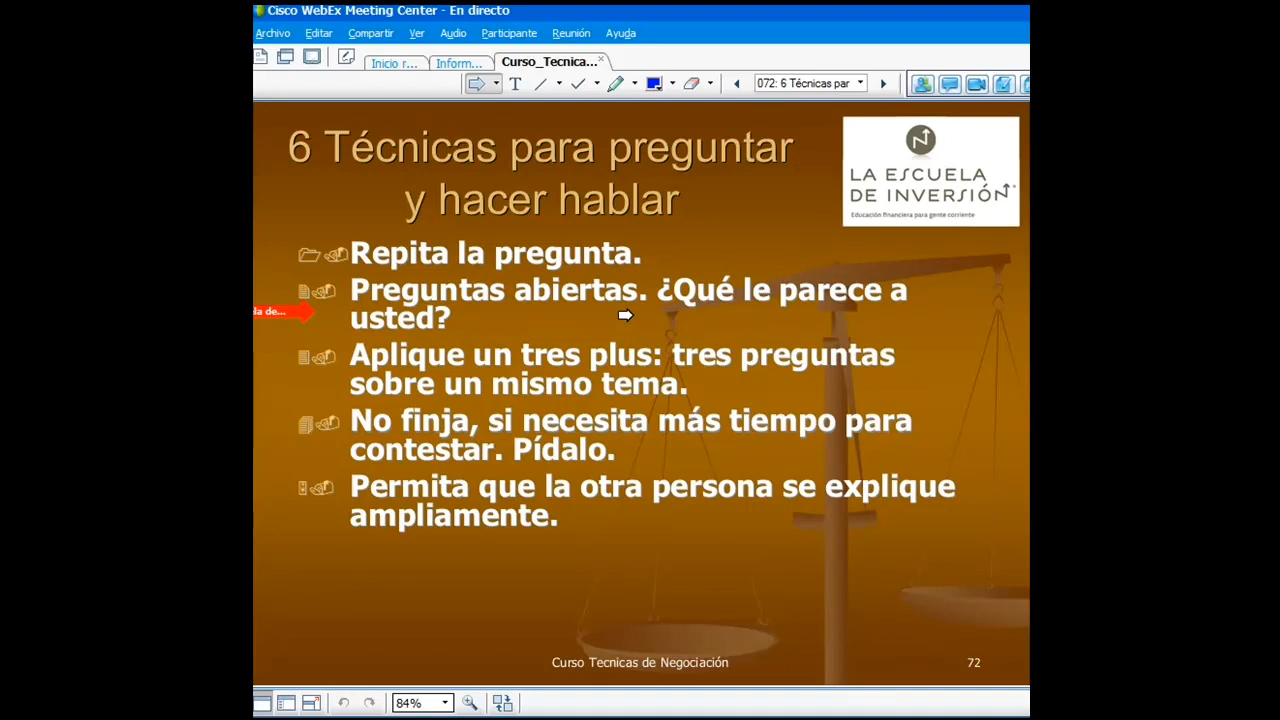 Cisco WebEx Meeting Center - En directo
Archivo Editar Compartir Ver Audio Participante Reunión Ayuda
Inicio r... Inform... Curso_Tecnica...
T 072: 6 Técnicas par
6 Técnicas para preguntar
y hacer hablar
LA ESCUELA
DE INVERSIÓN
Educación financiera para gente corriente
Repita la pregunta.
Preguntas abiertas. ¿Qué le parece a
usted?
la de...
Aplique un tres plus: tres preguntas
sobre un mismo tema.
No finja, si necesita más tiempo para
contestar. Pídalo.
Permita que la otra persona se explique
ampliamente.
Curso Tecnicas de Negociación 72
84%